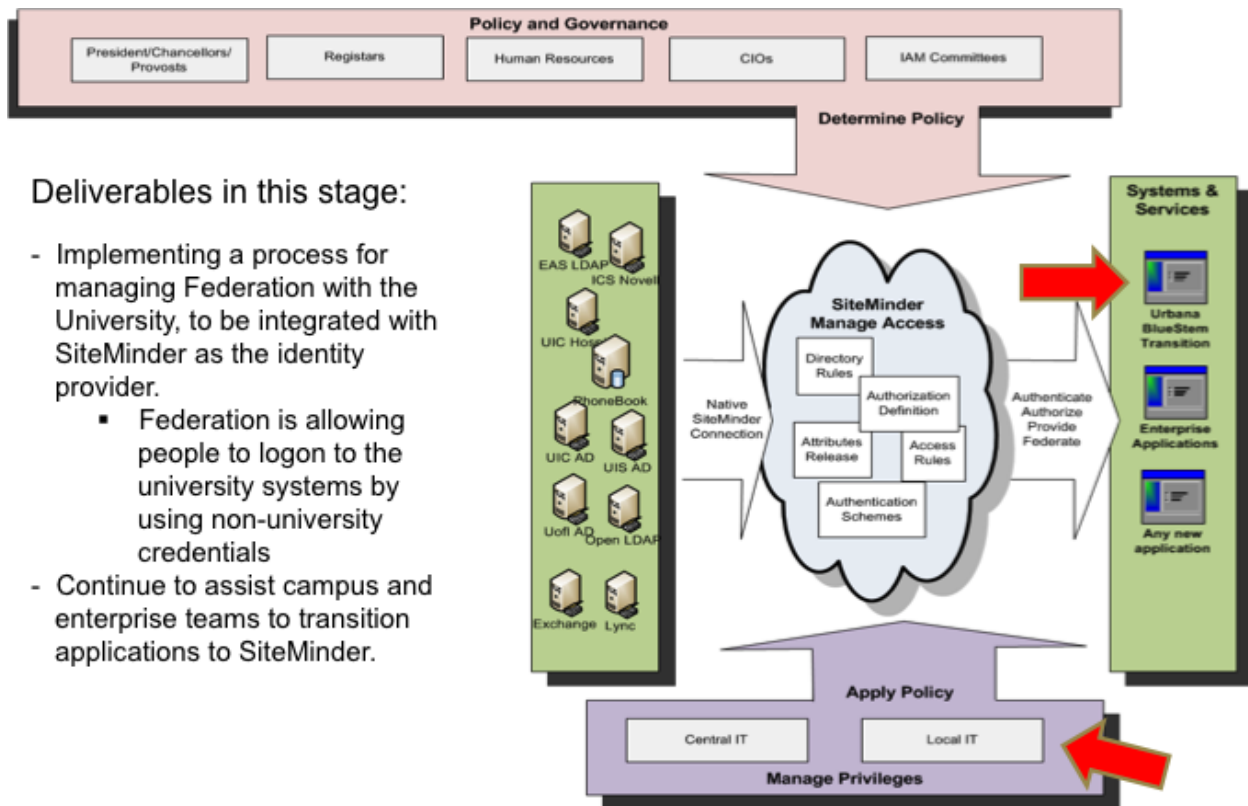 Policy and Governance
President/Chancellors/
Provosts
Registrars
Human Resources
CIOs
IAM Committees
Determine Policy
Deliverables in this stage:
- Implementing a process for
managing Federation with the
University, to be integrated with
SiteMinder as the identity
provider.
▪ Federation is allowing
people to logon to the
university systems by
using non-university
credentials
- Continue to assist campus and
enterprise teams to transition
applications to SiteMinder.
EAS LDAP
ICS Novell
UIC Hosts
PhoneBook
UIC AD
UIS AD
UofI AD
Open LDAP
Exchange
Lync
Native
SiteMinder
Connection
SiteMinder
Manage Access
Directory
Rules
Authorization
Definition
Attributes
Release
Access
Rules
Authentication
Schemes
Authenticate
Authorize
Provide
Federate
Systems &
Services
Urbana
BlueStem
Transition
Enterprise
Applications
Any new
application
Apply Policy
Central IT
Local IT
Manage Privileges